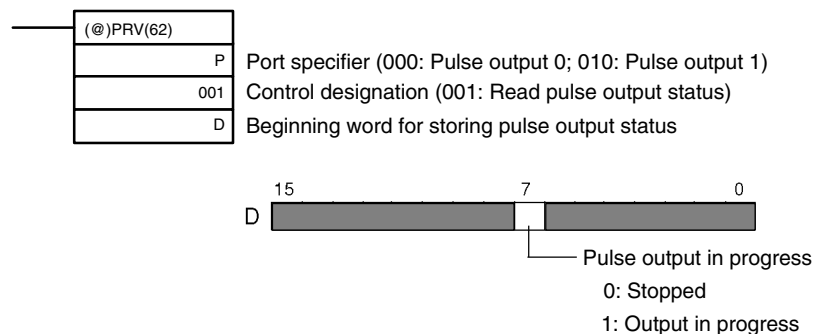 (@)PRV(62)
P Port specifier (000: Pulse output 0; 010: Pulse output 1)
001 Control designation (001: Read pulse output status)
D Beginning word for storing pulse output status
15 7 0
D
Pulse output in progress
0: Stopped
1: Output in progress